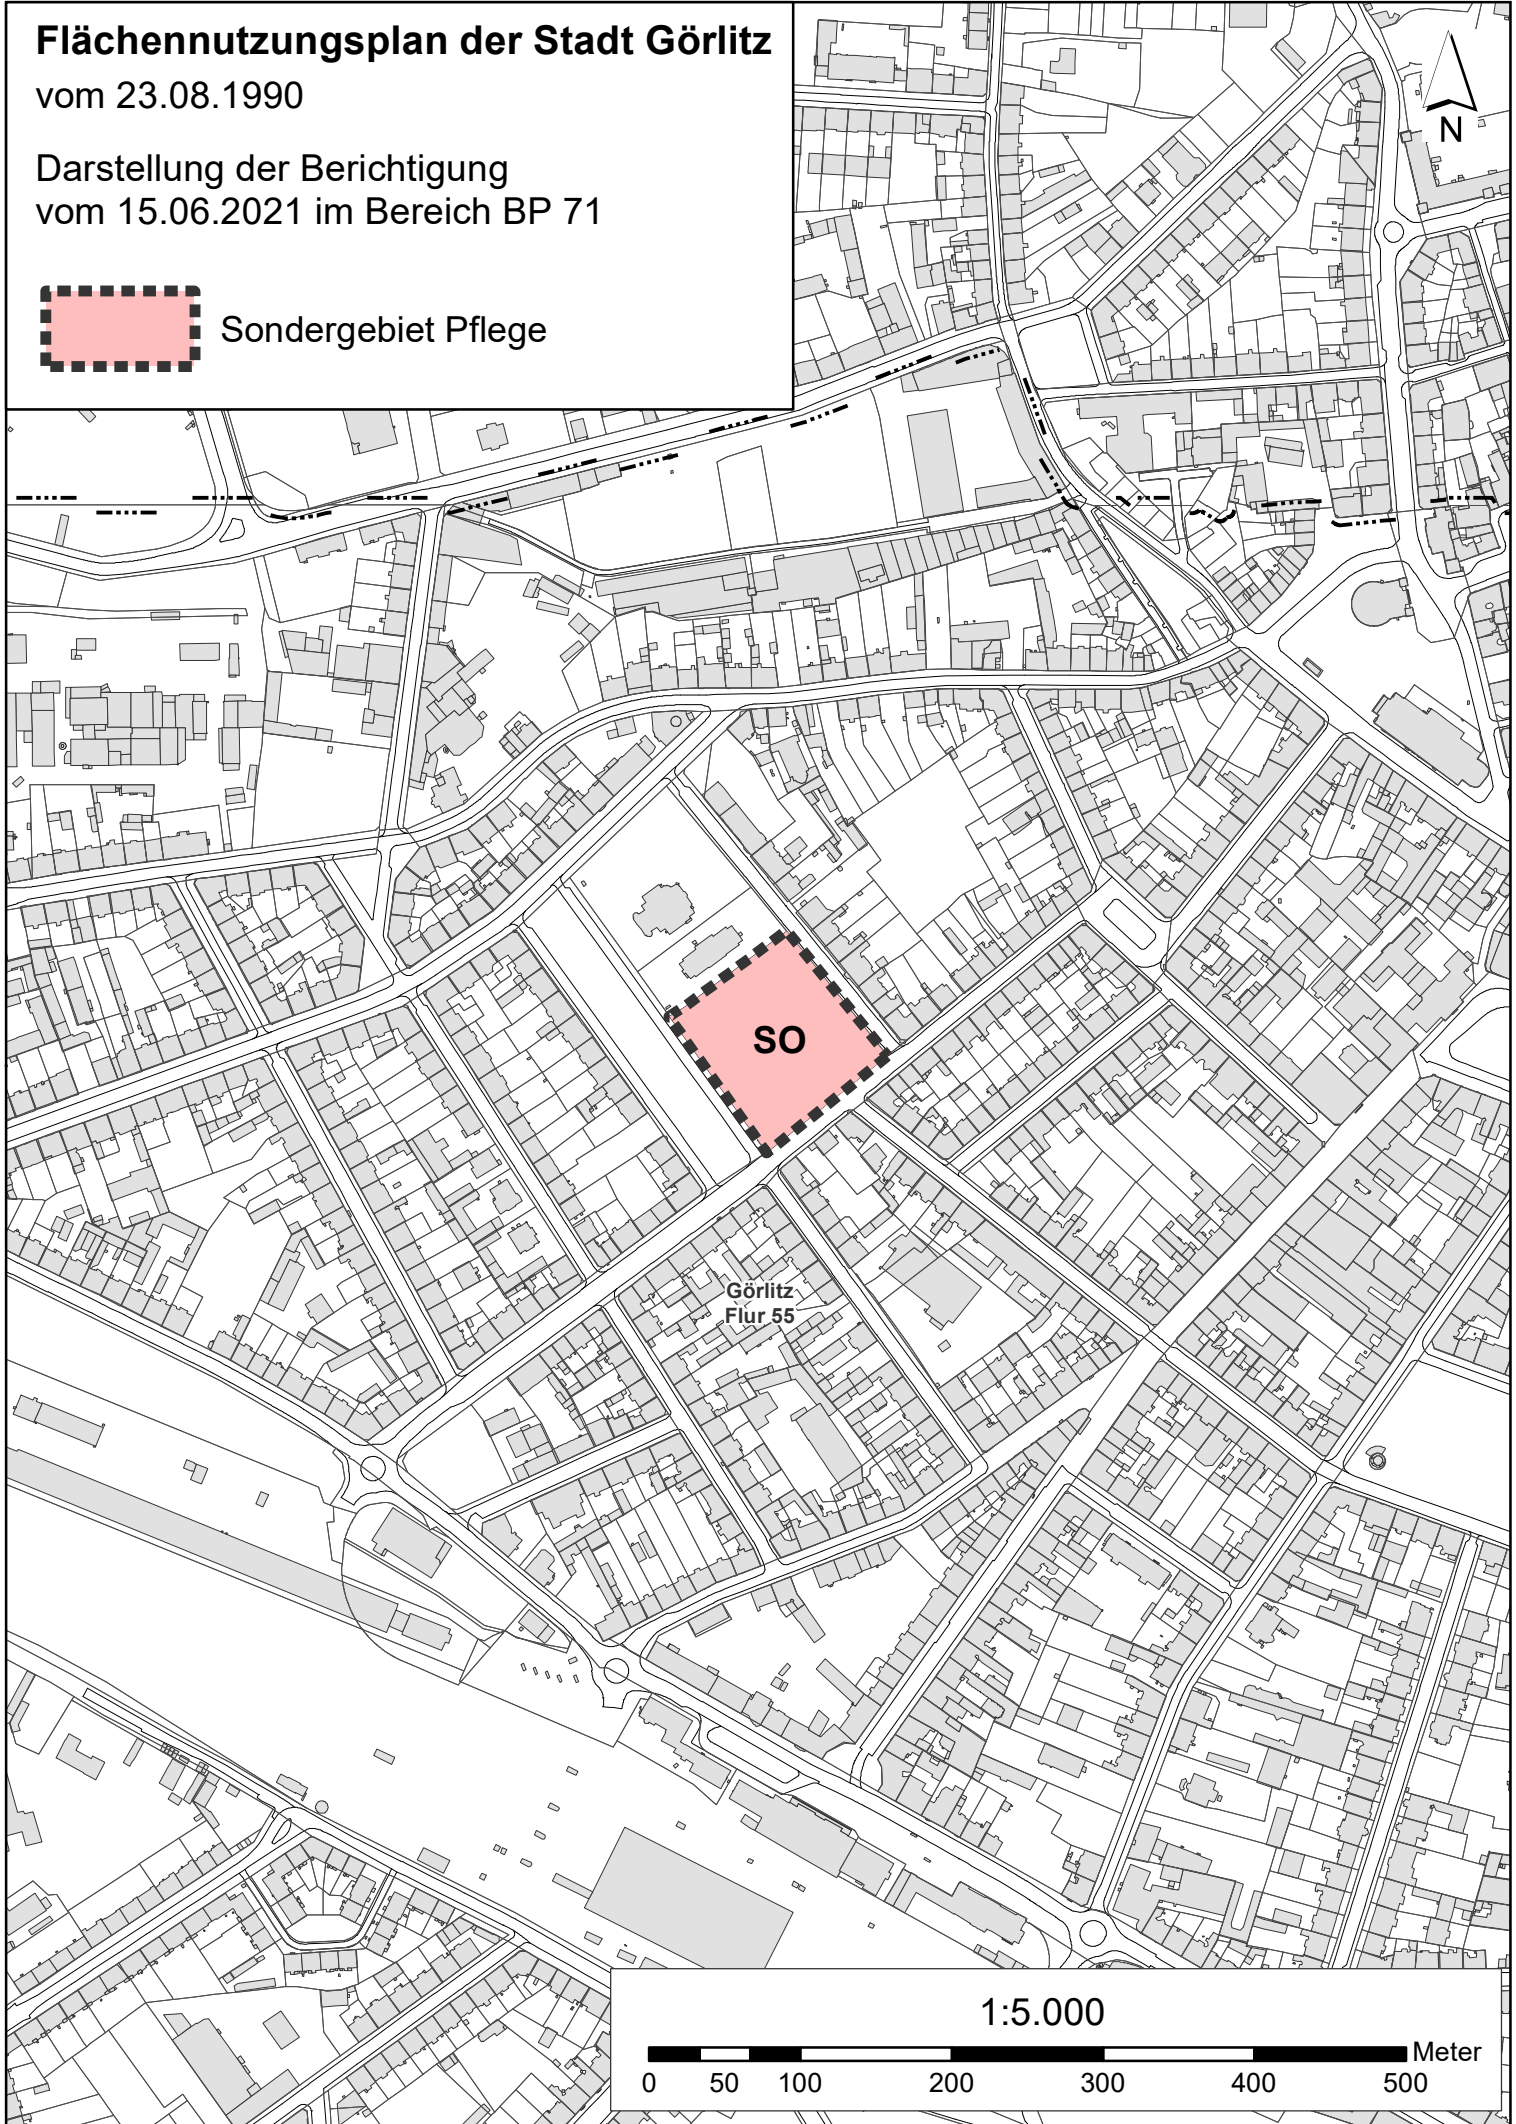 Flächennutzungsplan der Stadt Görlitz
vom 23.08.1990
Darstellung der Berichtigung
vom 15.06.2021 im Bereich BP 71
Sondergebiet Pflege
N
SO
Görlitz
Flur 55
1:5.000
Meter
0 50 100 200 300 400 500